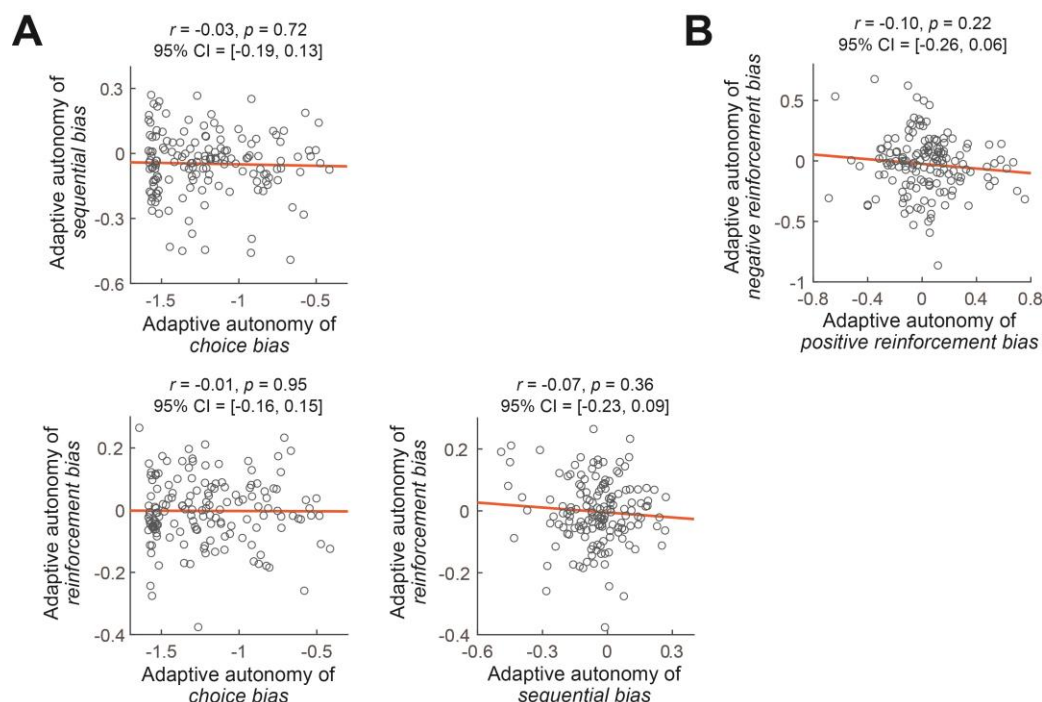 A
r = -0.03, p = 0.72
95% CI = [-0.19, 0.13]
Adaptive autonomy of
sequential bias
0.3
0
-0.3
-0.6
-1.5
-1
-0.5
Adaptive autonomy of
choice bias
B
r = -0.10, p = 0.22
95% CI = [-0.26, 0.06]
Adaptive autonomy of
negative reinforcement bias
0.5
0
-0.5
-1
-0.8
-0.4
0
0.4
0.8
Adaptive autonomy of
positive reinforcement bias
r = -0.01, p = 0.95
95% CI = [-0.16, 0.15]
Adaptive autonomy of
reinforcement bias
0.2
0
-0.2
-0.4
-1.5
-1
-0.5
Adaptive autonomy of
choice bias
r = -0.07, p = 0.36
95% CI = [-0.23, 0.09]
Adaptive autonomy of
reinforcement bias
0.2
0
-0.2
-0.4
-0.6
-0.3
0
0.3
Adaptive autonomy of
sequential bias